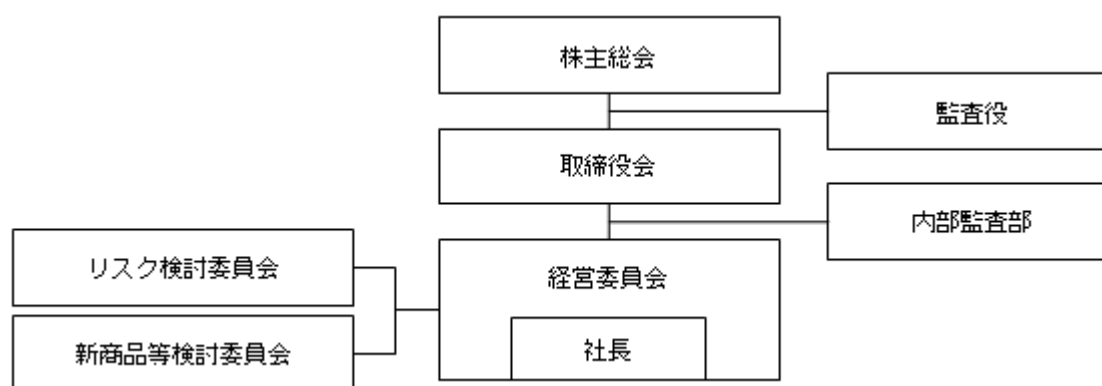 株主総会
監査役
取締役会
内部監査部
リスク検討委員会
経営委員会
新商品等検討委員会
社長